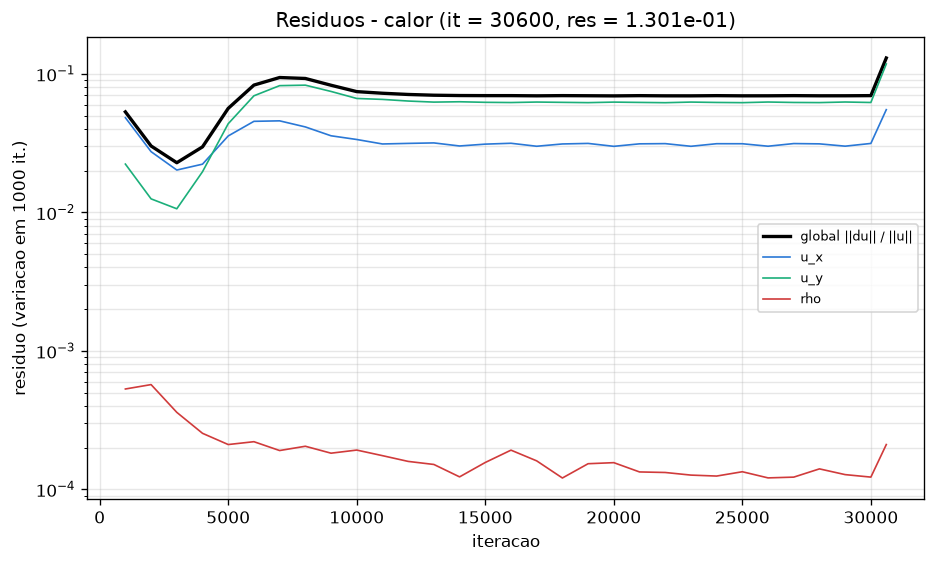 Residuos - calor (it = 30600, res = 1.301e-01)
residuo (variacao em 1000 it.)
10⁻¹
10⁻²
10⁻³
10⁻⁴
global ||du|| / ||u||
u_x
u_y
rho
0 5000 10000 15000 20000 25000 30000
iteracao